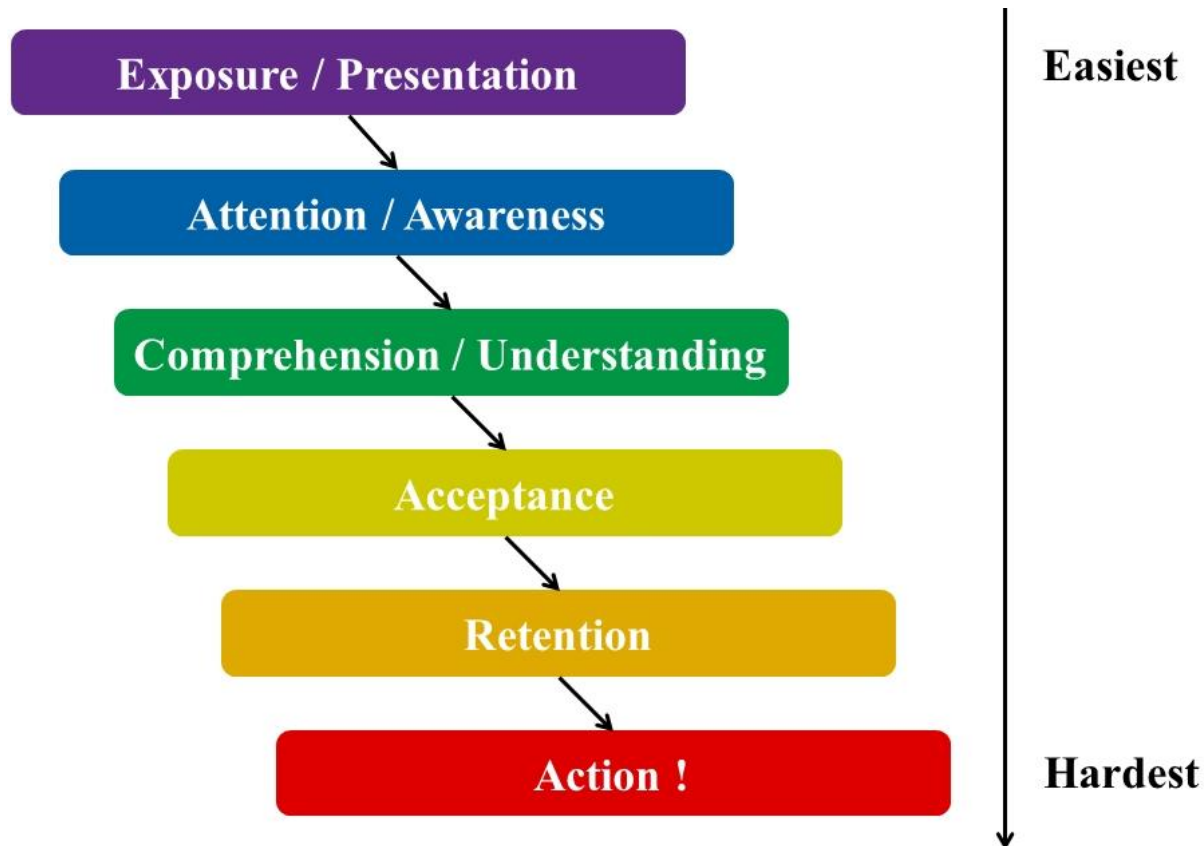 Exposure / Presentation
Easiest
Attention / Awareness
Comprehension / Understanding
Acceptance
Retention
Action !
Hardest